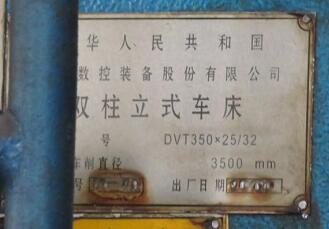 华人民共和国
数控装备股份有限公司
双柱立式车床
号 DVT350×25/32
车削直径 3500 mm
号 出厂日期